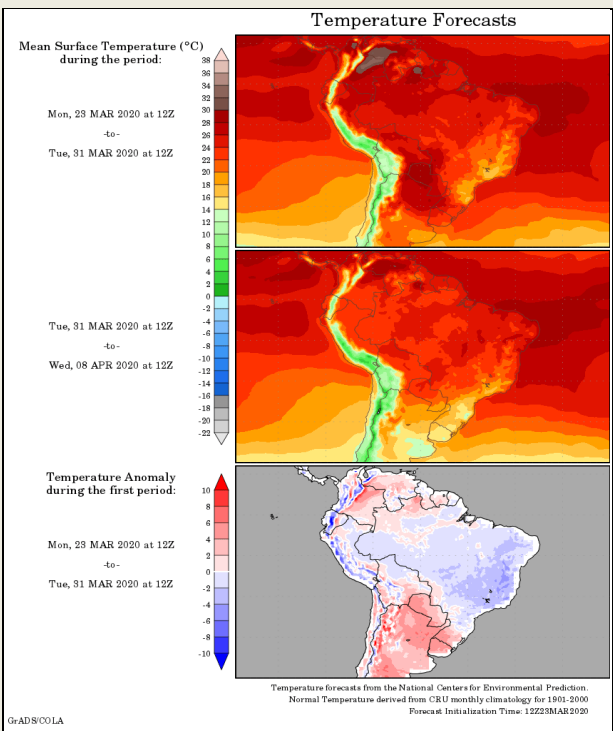 Temperature Forecasts
Mean Surface Temperature (°C)
during the period:
Mon, 23 MAR 2020 at 12Z
-to-
Tue, 31 MAR 2020 at 12Z
38
36
34
32
30
28
26
24
22
20
18
16
14
12
10
8
6
4
2
0
-2
-4
-6
-8
-10
-12
-14
-16
-18
-20
-22
Tue, 31 MAR 2020 at 12Z
-to-
Wed, 08 APR 2020 at 12Z
Temperature Anomaly
during the first period:
Mon, 23 MAR 2020 at 12Z
-to-
Tue, 31 MAR 2020 at 12Z
10
8
6
4
2
0
-2
-4
-6
-8
-10
Temperature forecasts from the National Centers for Environmental Prediction.
Normal Temperature derived from CRU monthly climatology for 1901-2000
Forecast Initialization Time: 12Z23MAR2020
GrADS/COLA